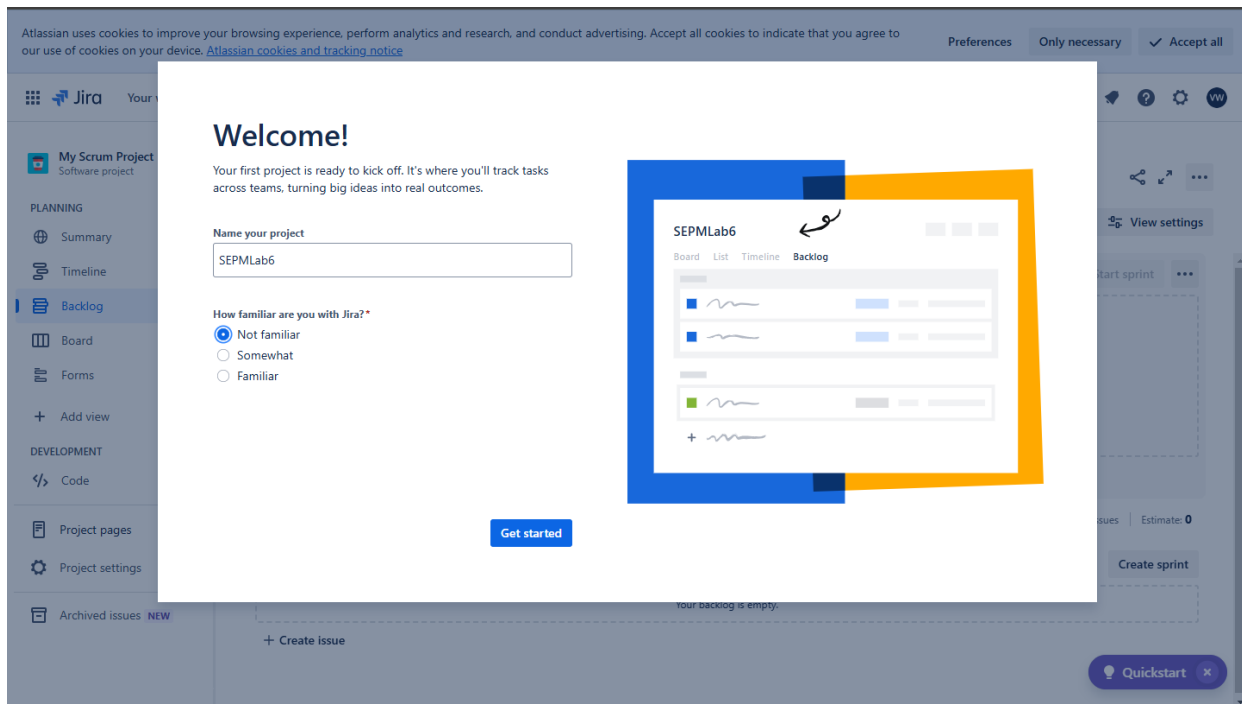 Atlassian uses cookies to improve your browsing experience, perform analytics and research, and conduct advertising. Accept all cookies to indicate that you agree to
our use of cookies on your device. Atlassian cookies and tracking notice
Preferences
Only necessary
Accept all
Jira
Your
VW
My Scrum Project
Software project
PLANNING
Summary
Timeline
Backlog
Board
Forms
Add view
DEVELOPMENT
Code
Project pages
Project settings
Archived issues NEW
Welcome!
Your first project is ready to kick off. It's where you'll track tasks
across teams, turning big ideas into real outcomes.
Name your project
SEPMLab6
How familiar are you with Jira?*
Not familiar
Somewhat
Familiar
Get started
SEPMLab6
Board List Timeline Backlog
View settings
Start sprint
Estimate: 0
Create sprint
Your backlog is empty.
+ Create issue
Quickstart